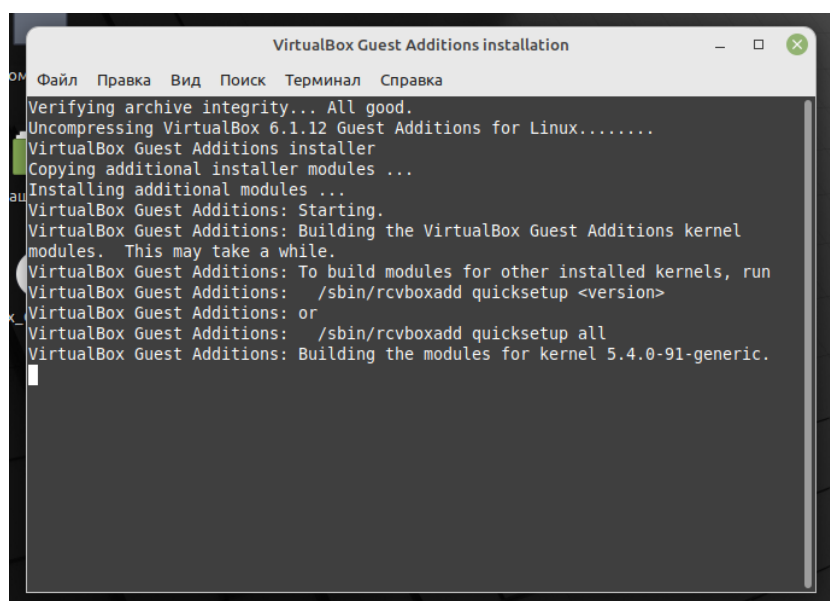 VirtualBox Guest Additions installation
Файл Правка Вид Поиск Терминал Справка
Verifying archive integrity... All good.
Uncompressing VirtualBox 6.1.12 Guest Additions for Linux........
VirtualBox Guest Additions installer
Copying additional installer modules ...
Installing additional modules ...
VirtualBox Guest Additions: Starting.
VirtualBox Guest Additions: Building the VirtualBox Guest Additions kernel
modules.  This may take a while.
VirtualBox Guest Additions: To build modules for other installed kernels, run
VirtualBox Guest Additions:   /sbin/rcvboxadd quicksetup <version>
VirtualBox Guest Additions: or
VirtualBox Guest Additions:   /sbin/rcvboxadd quicksetup all
VirtualBox Guest Additions: Building the modules for kernel 5.4.0-91-generic.